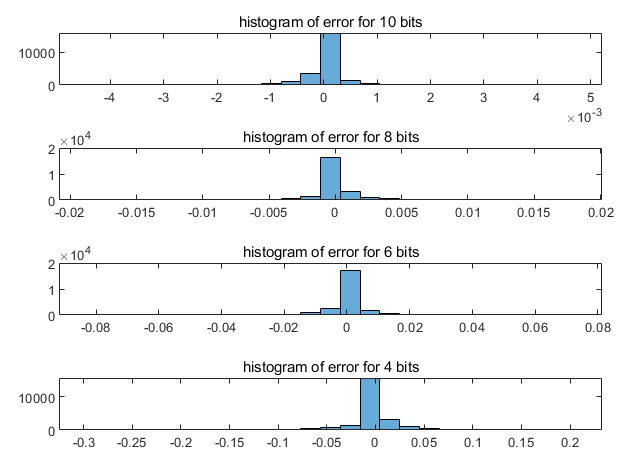 histogram of error for 10 bits
10000
0
-4 -3 -2 -1 0 1 2 3 4 5
×10-3
histogram of error for 8 bits
×104
2
1
0
-0.02 -0.015 -0.01 -0.005 0 0.005 0.01 0.015 0.02
histogram of error for 6 bits
×104
2
1
0
-0.08 -0.06 -0.04 -0.02 0 0.02 0.04 0.06 0.08
histogram of error for 4 bits
10000
0
-0.3 -0.25 -0.2 -0.15 -0.1 -0.05 0 0.05 0.1 0.15 0.2